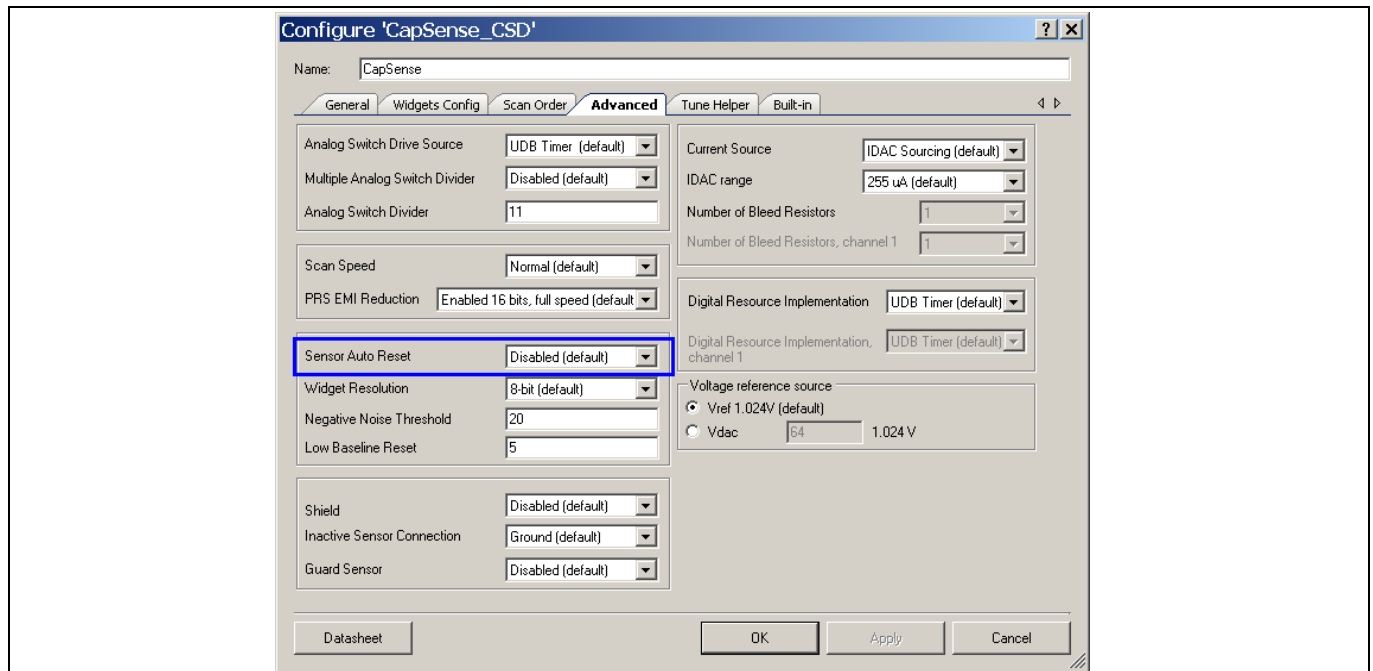 Configure 'CapSense_CSD'
? x
Name: CapSense
General Widgets Config Scan Order Advanced Tune Helper Built-in
Analog Switch Drive Source UDB Timer (default)
Multiple Analog Switch Divider Disabled (default)
Analog Switch Divider 11
Scan Speed Normal (default)
PRS EMI Reduction Enabled 16 bits, full speed (default
Sensor Auto Reset Disabled (default)
Widget Resolution 8-bit (default)
Negative Noise Threshold 20
Low Baseline Reset 5
Shield Disabled (default)
Inactive Sensor Connection Ground (default)
Guard Sensor Disabled (default)
Current Source IDAC Sourcing (default)
IDAC range 255 uA (default)
Number of Bleed Resistors 1
Number of Bleed Resistors, channel 1 1
Digital Resource Implementation UDB Timer (default)
Digital Resource Implementation, UDB Timer (default)
channel 1
Voltage reference source
Vref 1.024V (default)
Vdac 64 1.024 V
Datasheet OK Apply Cancel